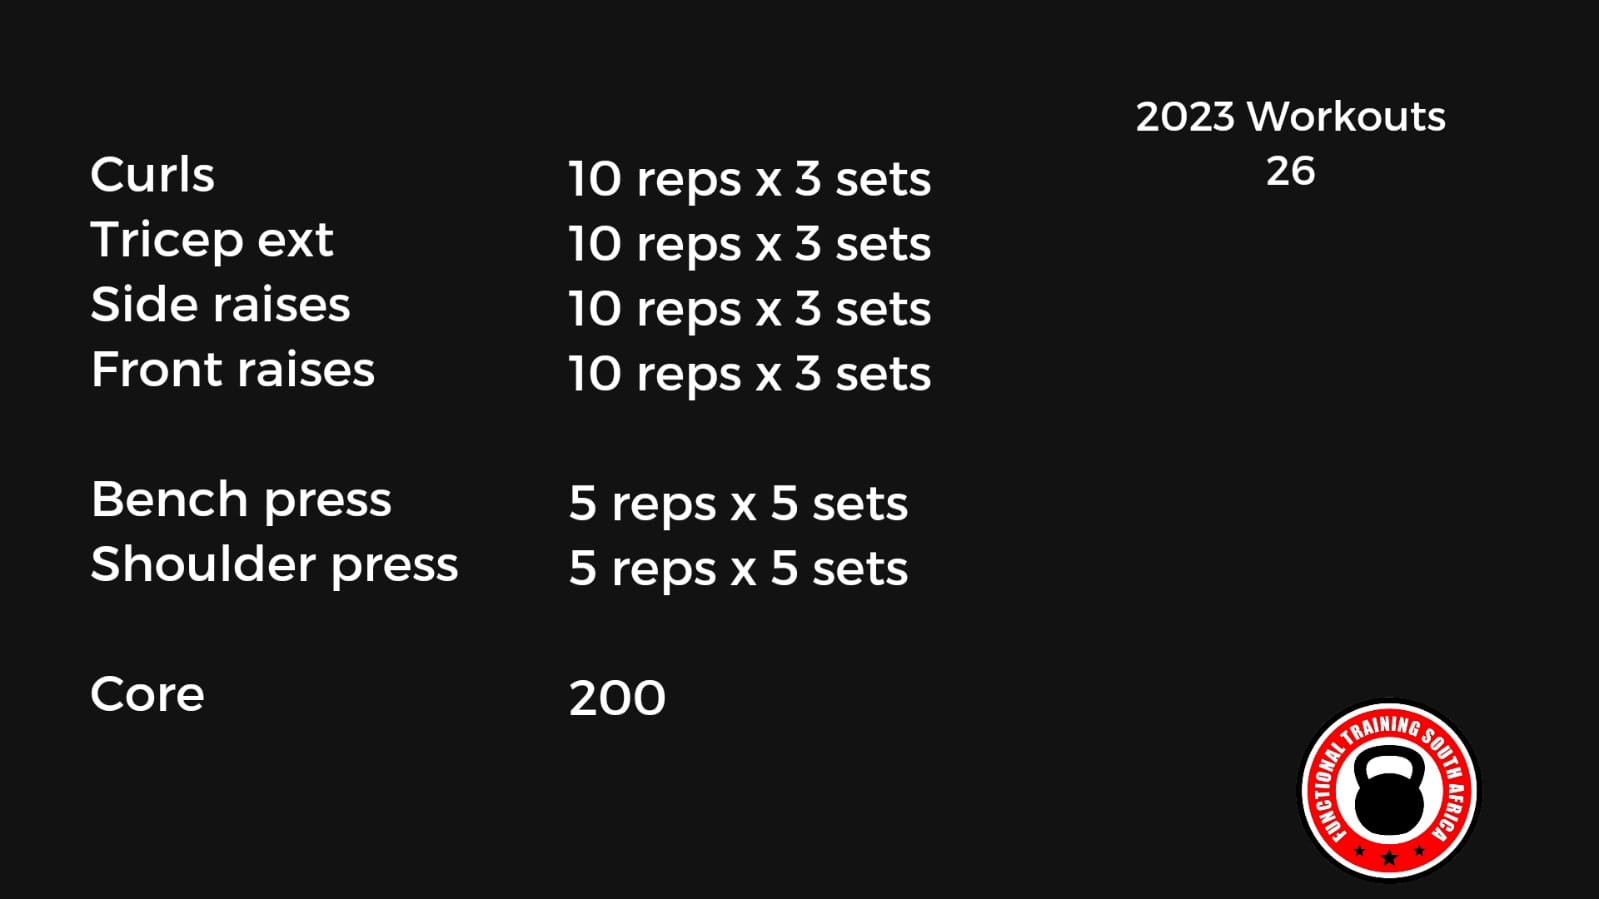 2023 Workouts
26
Curls 10 reps x 3 sets
Tricep ext 10 reps x 3 sets
Side raises 10 reps x 3 sets
Front raises 10 reps x 3 sets
Bench press 5 reps x 5 sets
Shoulder press 5 reps x 5 sets
Core 200
FUNCTIONAL TRAINING SOUTH AFRICA